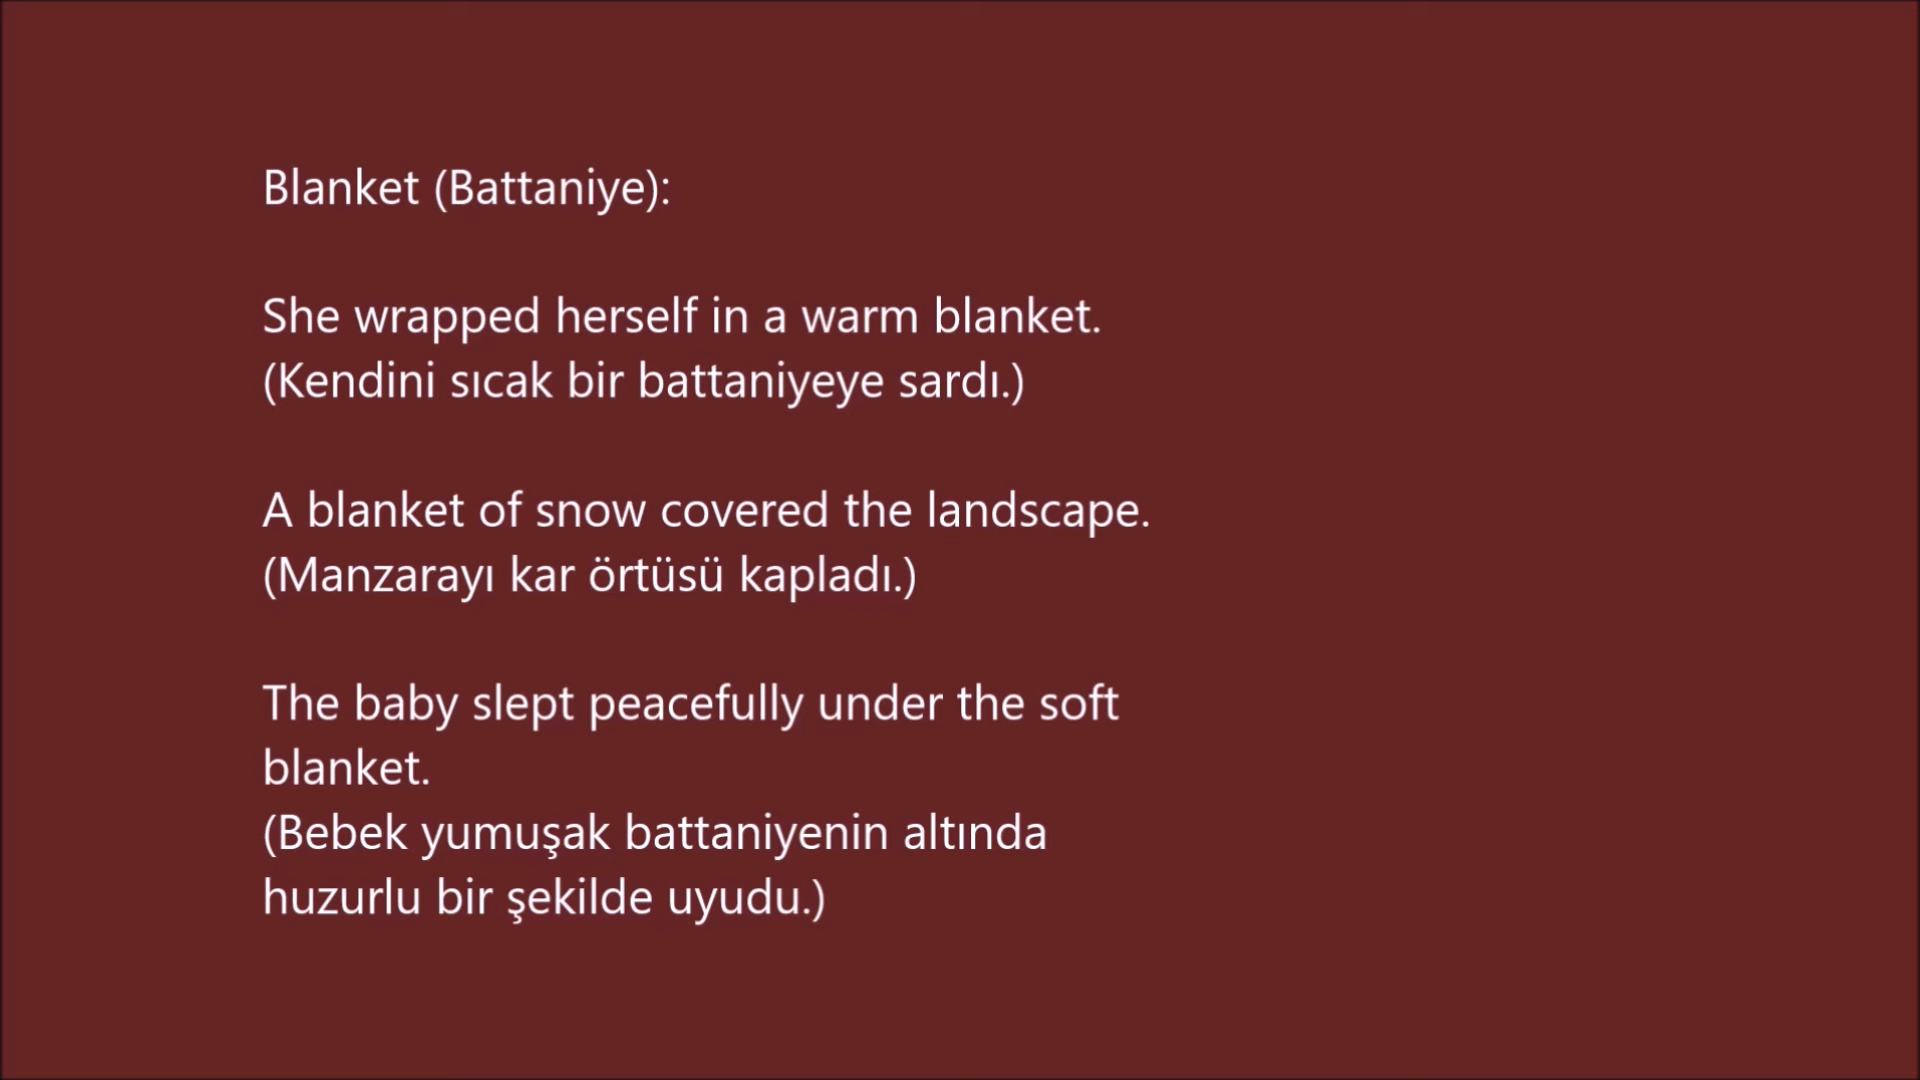 Blanket (Battaniye):
She wrapped herself in a warm blanket.
(Kendini sıcak bir battaniyeye sardı.)
A blanket of snow covered the landscape.
(Manzarayı kar örtüsü kapladı.)
The baby slept peacefully under the soft
blanket.
(Bebek yumuşak battaniyenin altında
huzurlu bir şekilde uyudu.)